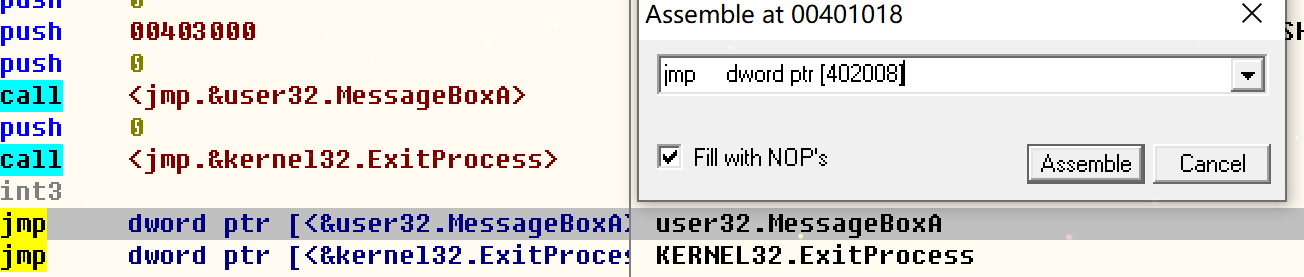 push 0
push 00403000
push 0
call <jmp.&user32.MessageBoxA>
push 0
call <jmp.&kernel32.ExitProcess>
int3
jmp dword ptr [<&user32.MessageBoxA> user32.MessageBoxA
jmp dword ptr [<&kernel32.ExitProces KERNEL32.ExitProcess
Assemble at 00401018
jmp dword ptr [402008]
Fill with NOP's
Assemble Cancel